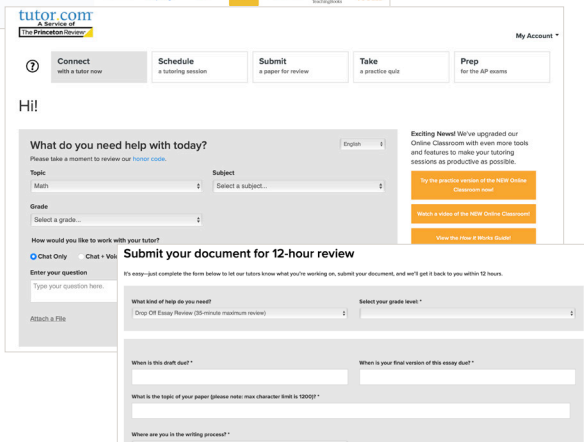 teachingbooks
tutor.com
A Service of
The Princeton Review
My Account
?
Connect
with a tutor now
Schedule
a tutoring session
Submit
a paper for review
Take
a practice quiz
Prep
for the AP exams
Hi!
What do you need help with today?
English
Please take a moment to review our honor code.
Topic
Subject
Math
Select a subject...
Grade
Select a grade...
How would you like to work with your tutor?
Chat Only
Chat + Voic
Enter your question
Type your question here.
Attach a File
Exciting News! We've upgraded our
Online Classroom with even more tools
and features to make your tutoring
sessions as productive as possible.
Try the practice version of the NEW Online
Classroom now!
Watch a video of the NEW Online Classroom!
View the How it Works Guide!
Submit your document for 12-hour review
It's easy—just complete the form below to let our tutors know what you're working on, submit your document, and we'll get it back to you within 12 hours.
What kind of help do you need?
Select your grade level: *
Drop Off Essay Review (35-minute maximum review)
When is this draft due? *
When is your final version of this essay due? *
What is the topic of your paper (please note: max character limit is 1200)? *
Where are you in the writing process? *